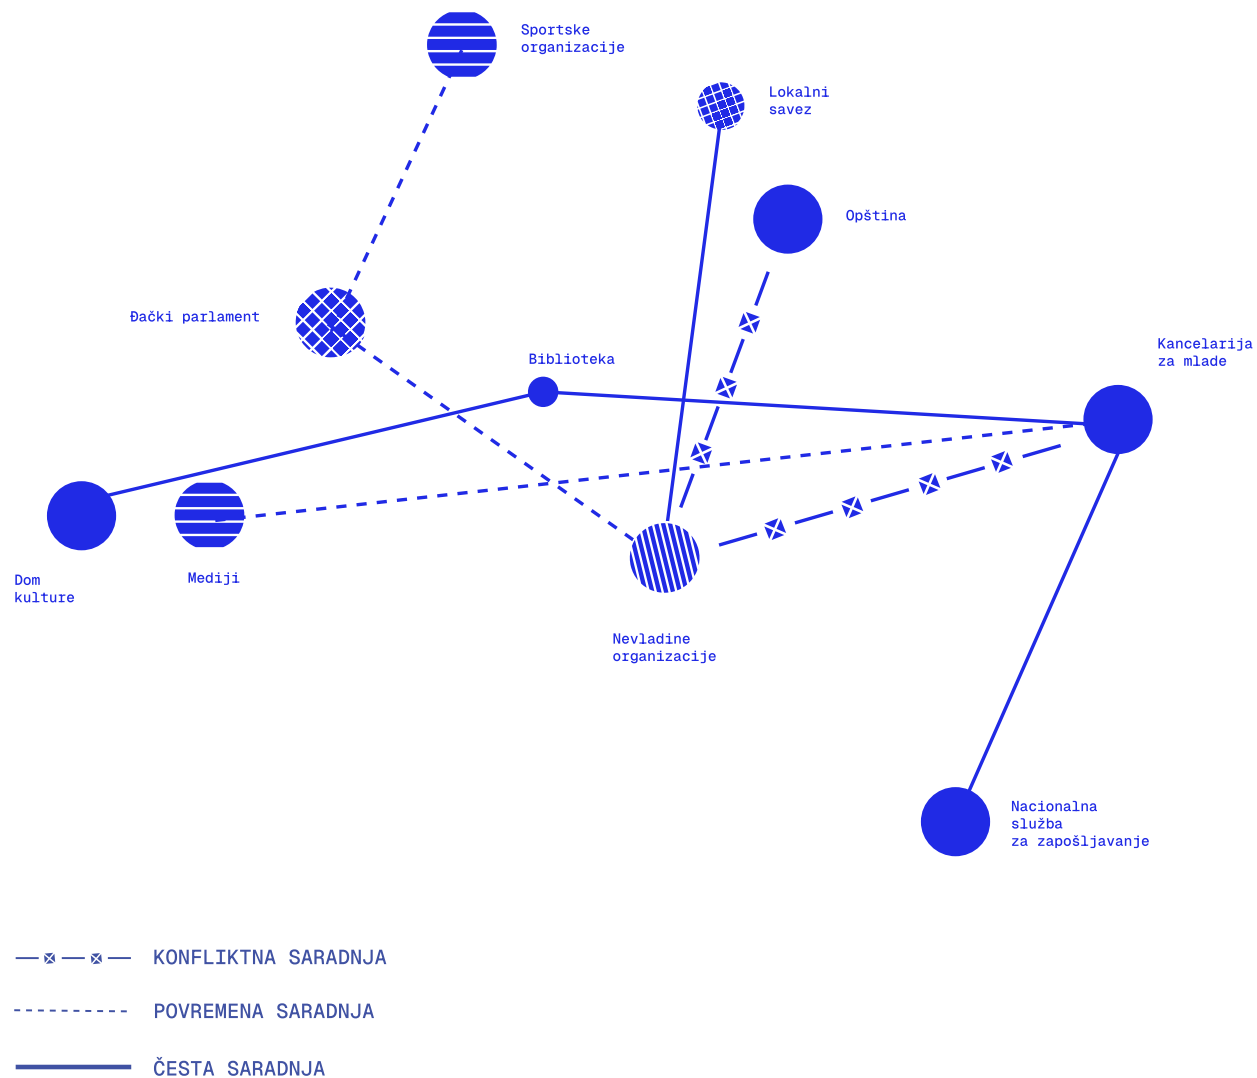 Sportske
organizacije
Lokalni
savez
Opština
Đački parlament
Kancelarija
za mlade
Biblioteka
Dom
kulture
Mediji
Nevladine
organizacije
Nacionalna
služba
za zapošljavanje
KONFLIKTNA SARADNJA
POVREMENA SARADNJA
ČESTA SARADNJA